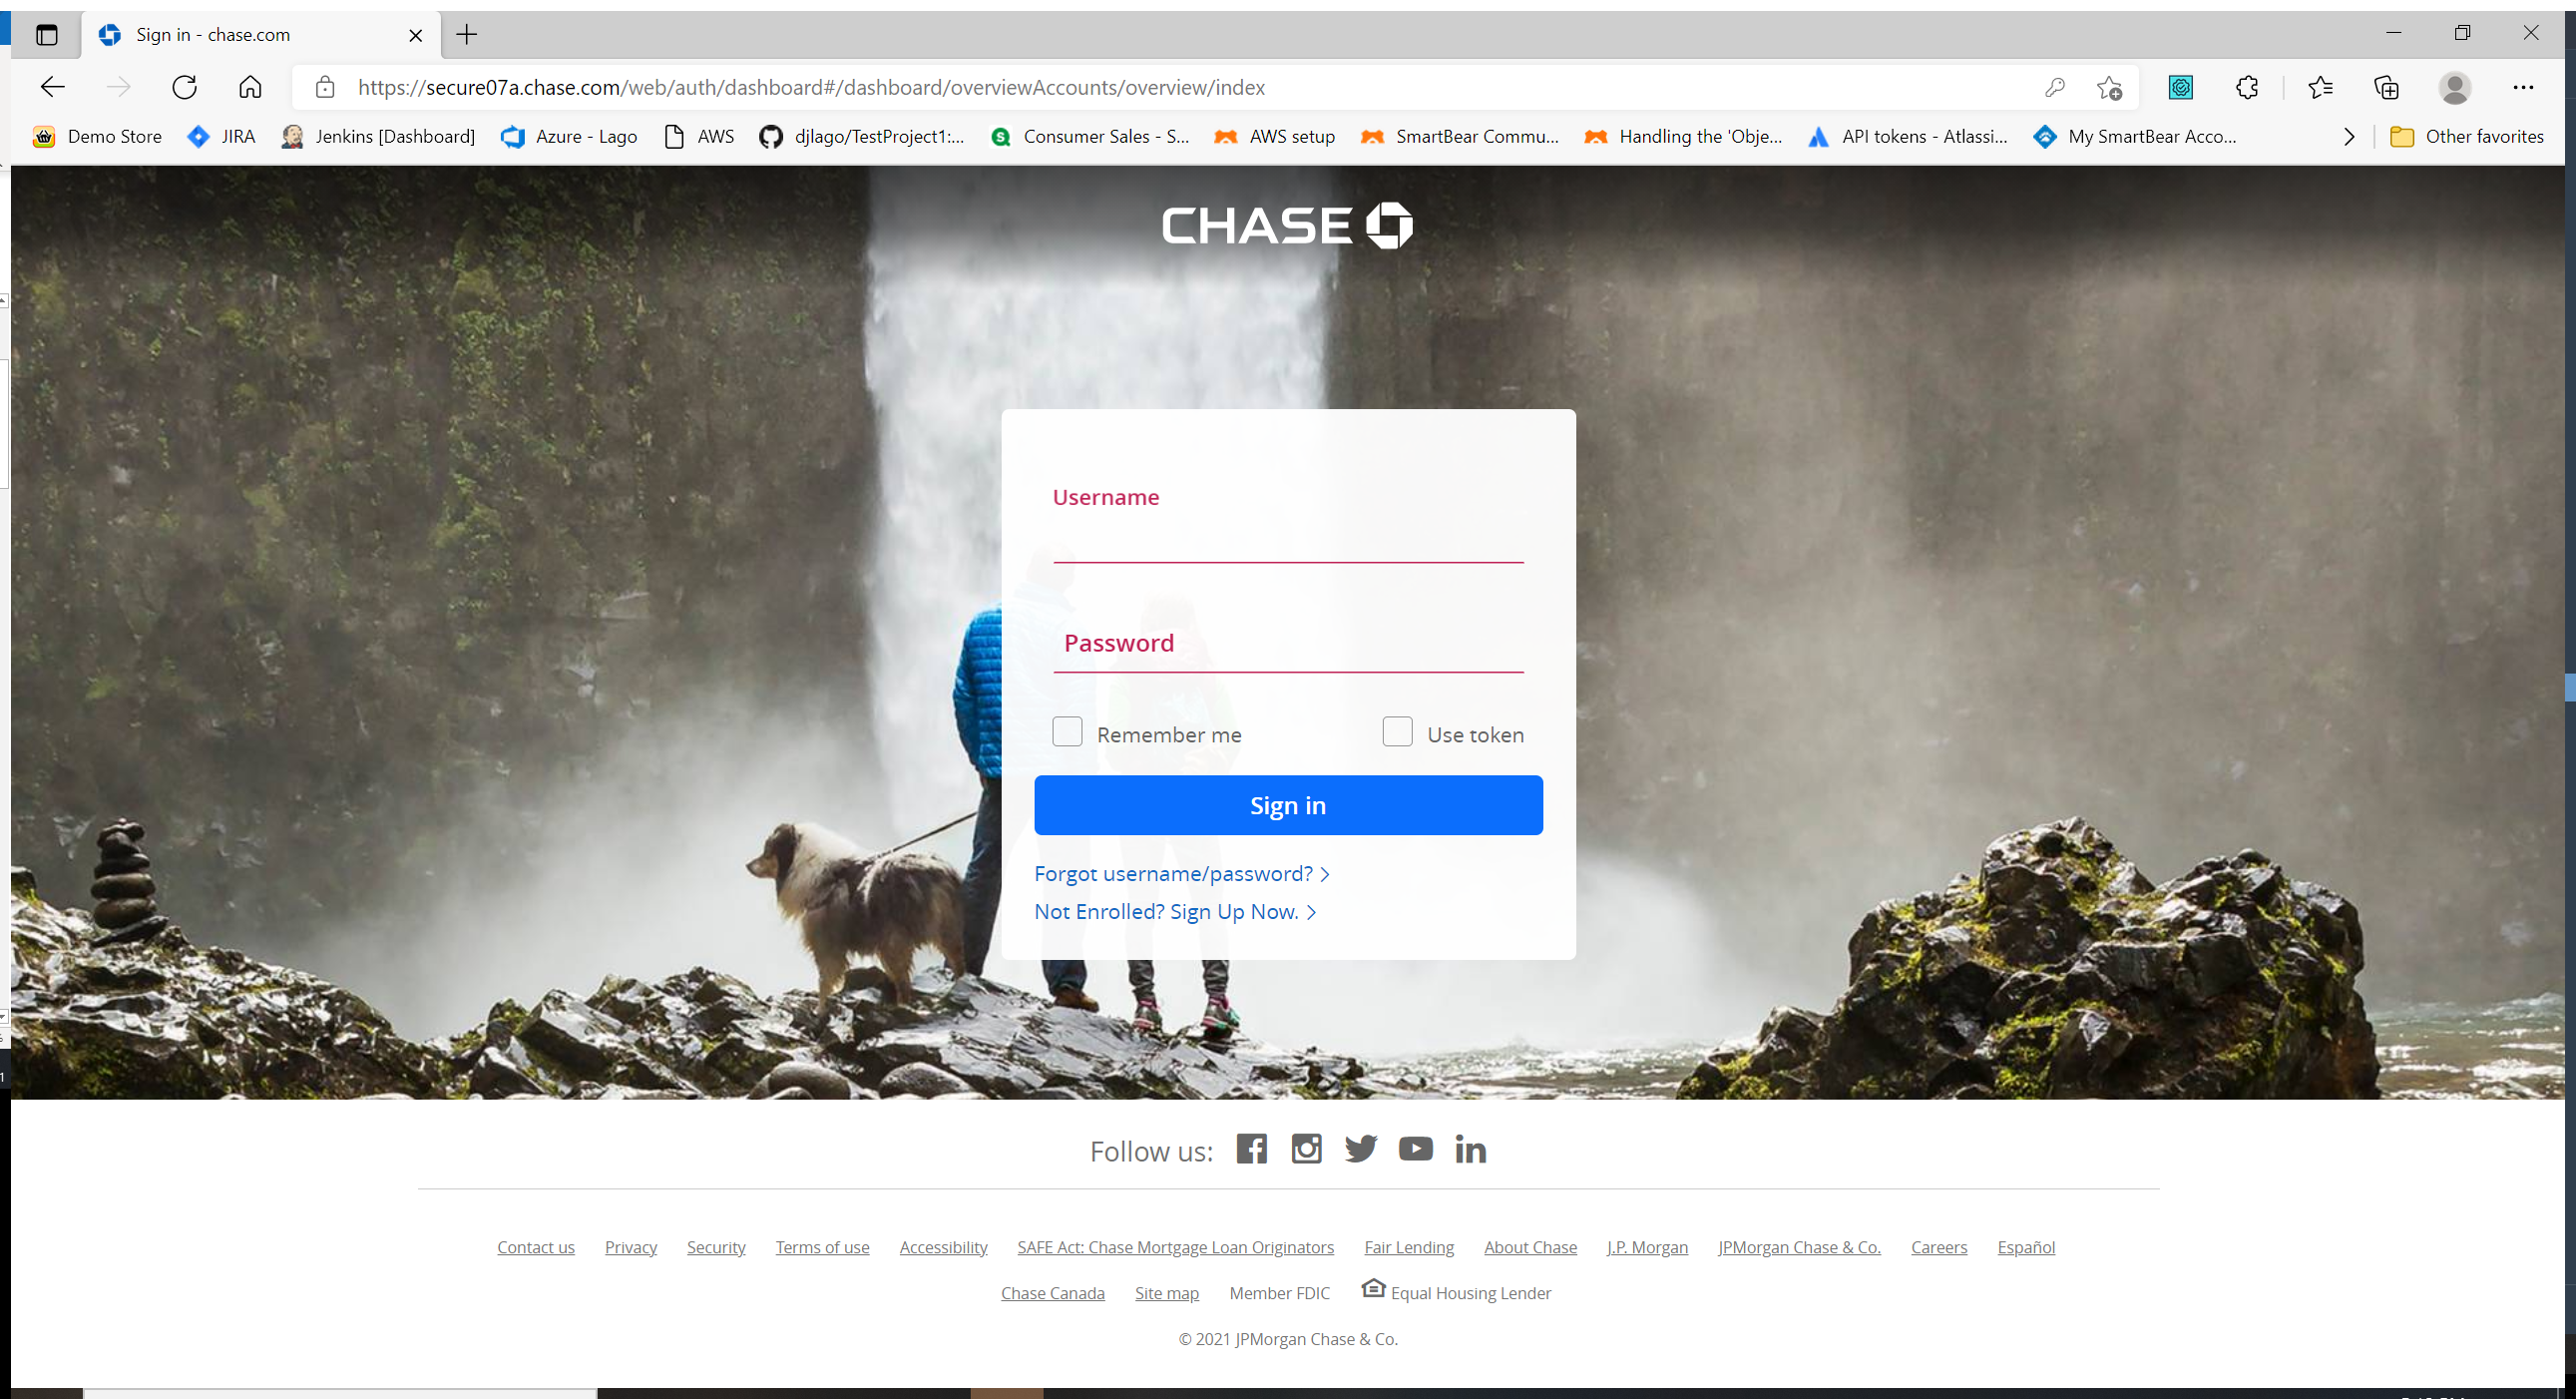 Sign in - chase.com
https://secure07a.chase.com/web/auth/dashboard#/dashboard/overviewAccounts/overview/index
Demo Store JIRA Jenkins [Dashboard] Azure - Lago AWS djlago/TestProject1:... Consumer Sales - S... AWS setup SmartBear Commu... Handling the 'Obje... API tokens - Atlassi... My SmartBear Acco... Other favorites
CHASE
Username
Password
Remember me Use token
Sign in
Forgot username/password?
Not Enrolled? Sign Up Now.
Follow us:
Contact us Privacy Security Terms of use Accessibility SAFE Act: Chase Mortgage Loan Originators Fair Lending About Chase J.P. Morgan JPMorgan Chase & Co. Careers Español
Chase Canada Site map Member FDIC Equal Housing Lender
© 2021 JPMorgan Chase & Co.